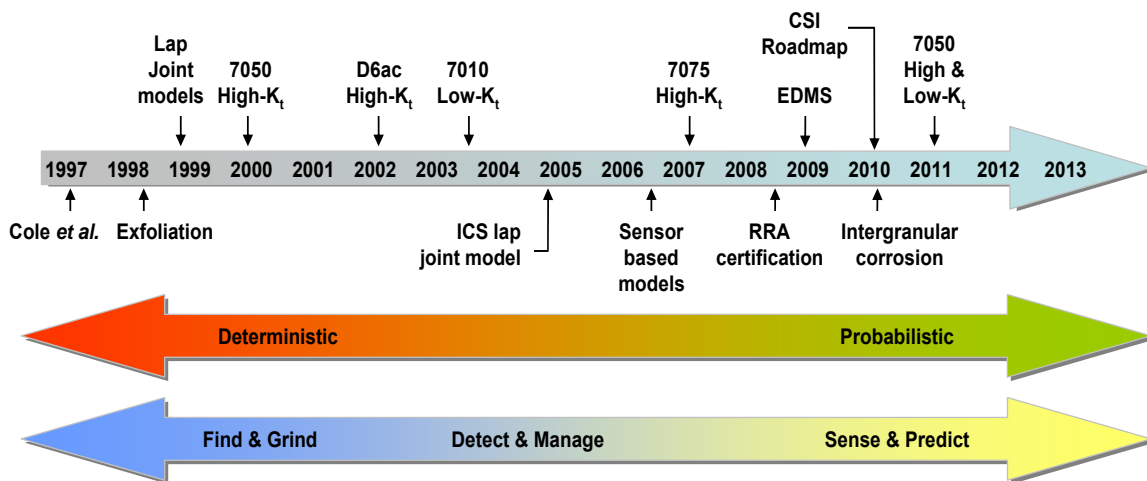 Lap
Joint
models
7050
High-Kt
D6ac
High-Kt
7010
Low-Kt
7075
High-Kt
EDMS
CSI
Roadmap
7050
High &
Low-Kt
1997 1998 1999 2000 2001 2002 2003 2004 2005 2006 2007 2008 2009 2010 2011 2012 2013
Cole et al.
Exfoliation
ICS lap
joint model
Sensor
based
models
RRA
certification
Intergranular
corrosion
Deterministic Probabilistic
Find & Grind Detect & Manage Sense & Predict